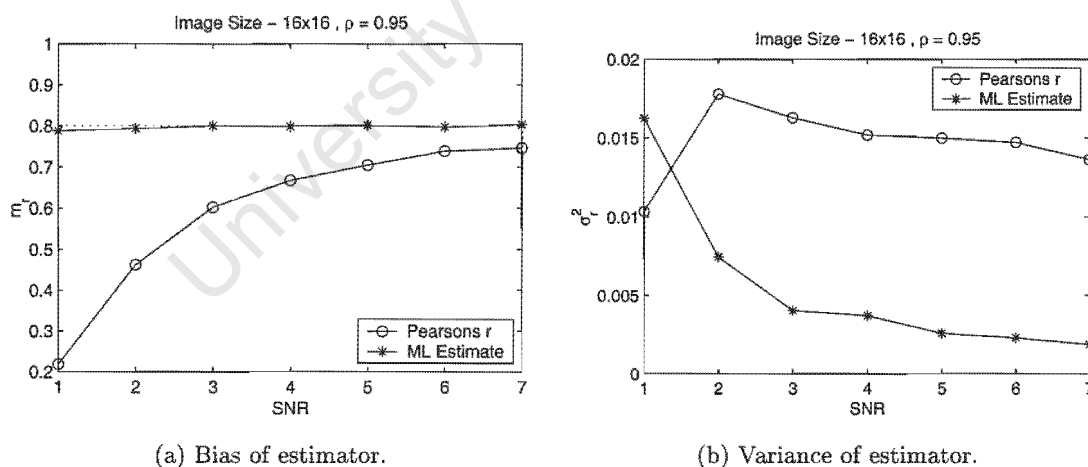 Image Size – 16x16 , ρ = 0.95
1
0.9
0.8
0.7
0.6
0.5
0.4
0.3
0.2
m_r
1 2 3 4 5 6 7
SNR
Pearsons r
ML Estimate
(a) Bias of estimator.
Image Size – 16x16 , ρ = 0.95
0.02
0.015
0.01
0.005
0
σ_r^2
1 2 3 4 5 6 7
SNR
Pearsons r
ML Estimate
(b) Variance of estimator.
University